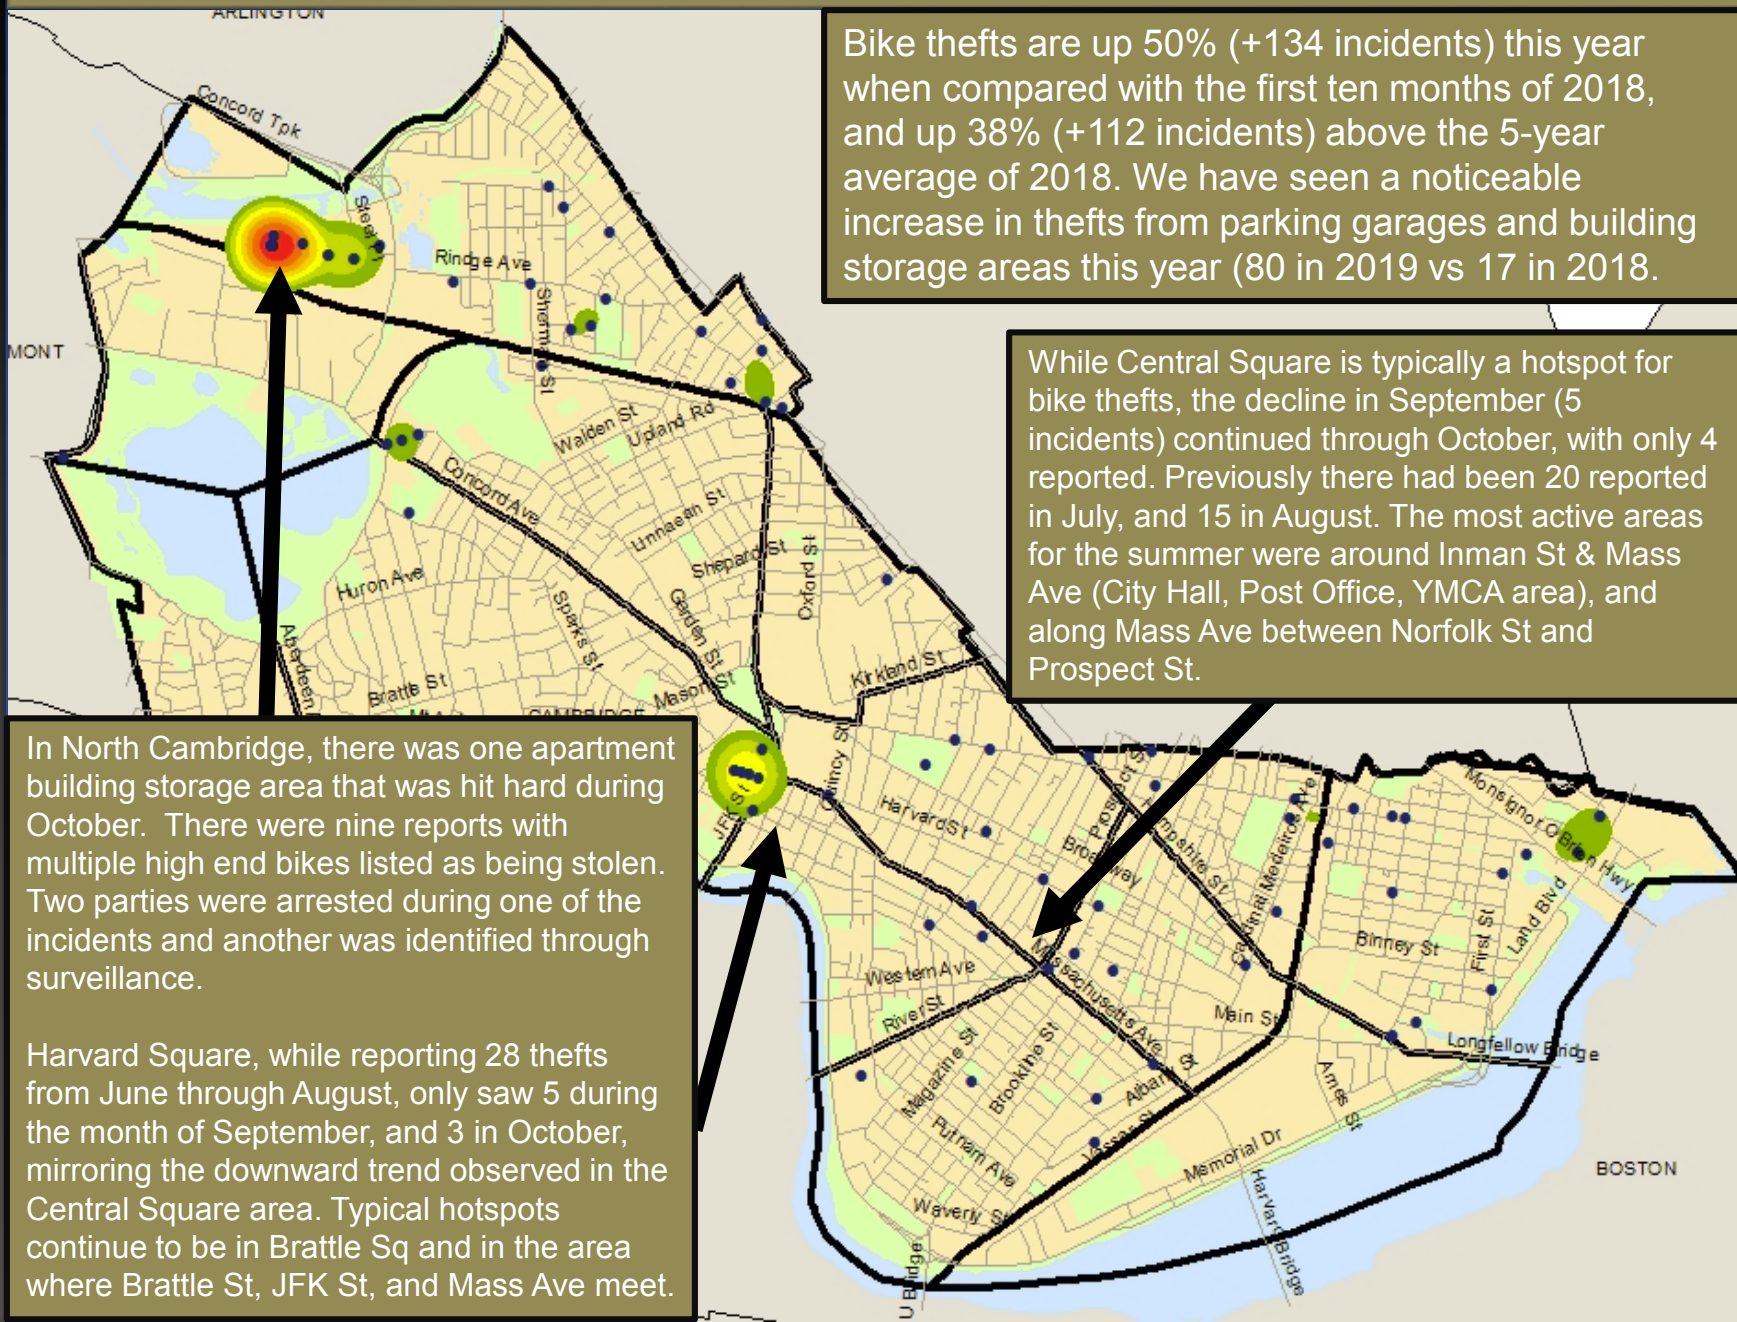 ARLINGTON
Bike thefts are up 50% (+134 incidents) this year
when compared with the first ten months of 2018,
and up 38% (+112 incidents) above the 5-year
average of 2018. We have seen a noticeable
increase in thefts from parking garages and building
storage areas this year (80 in 2019 vs 17 in 2018.
Concord Tpk
Rindge Ave
Sherman St
MONT
While Central Square is typically a hotspot for
bike thefts, the decline in September (5
incidents) continued through October, with only 4
reported. Previously there had been 20 reported
in July, and 15 in August. The most active areas
for the summer were around Inman St & Mass
Ave (City Hall, Post Office, YMCA area), and
along Mass Ave between Norfolk St and
Prospect St.
Walden St
Upland Rd
Concord Ave
Linnaean St
Shepard St
Oxford St
Huron Ave
Sparks St
Garden St
Aberdeen
Brattle St
Mason St
Kirkland St
CAMBRIDGE
In North Cambridge, there was one apartment
building storage area that was hit hard during
October. There were nine reports with
multiple high end bikes listed as being stolen.
Two parties were arrested during one of the
incidents and another was identified through
surveillance.
Harvard Square, while reporting 28 thefts
from June through August, only saw 5 during
the month of September, and 3 in October,
mirroring the downward trend observed in the
Central Square area. Typical hotspots
continue to be in Brattle Sq and in the area
where Brattle St, JFK St, and Mass Ave meet.
JFK St
Quincy St
Harvard St
Broadway
Cardinal Medeiros Ave
Monsignor O'Brien Hwy
Binney St
First St
Land Blvd
Western Ave
River St
Massachusetts Ave
Main St
Longfellow Bridge
Magazine St
Brookline St
Albany St
Ames St
Putnam Ave
Vassar St
Memorial Dr
BOSTON
Waverly St
Harvard Bridge
U Bridge